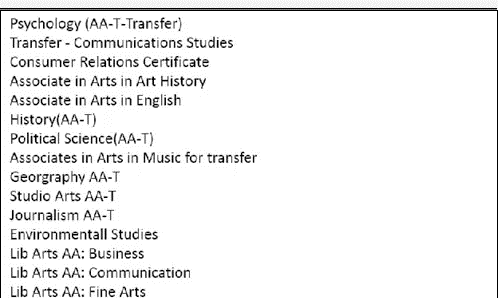 Psychology (AA-T-Transfer)
Transfer - Communications Studies
Consumer Relations Certificate
Associate in Arts in Art History
Associate in Arts in English
History(AA-T)
Political Science(AA-T)
Associates in Arts in Music for transfer
Georgraphy AA-T
Studio Arts AA-T
Journalism AA-T
Environmentall Studies
Lib Arts AA: Business
Lib Arts AA: Communication
Lib Arts AA: Fine Arts